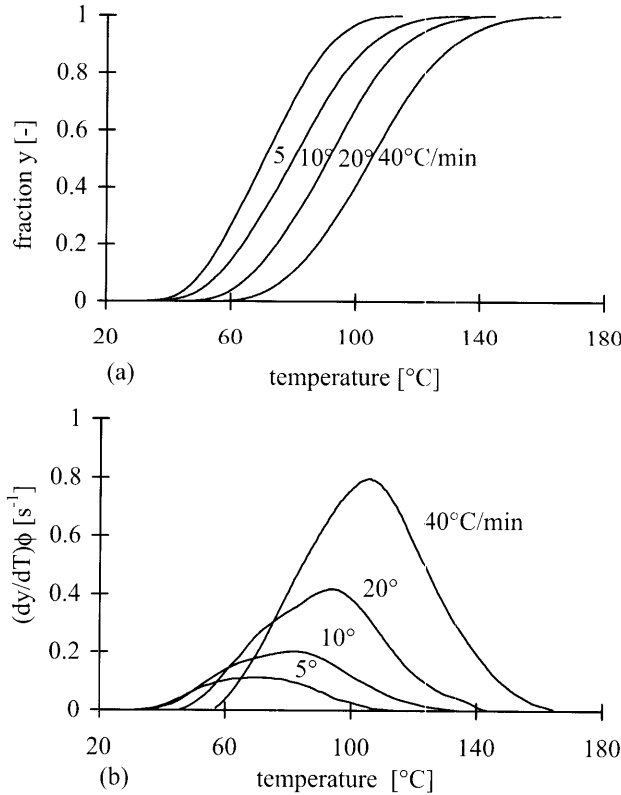 1
0.8
0.6
0.4
0.2
0
fraction y [-]
5 10° 20° 40°C/min
20 60 100 140 180
(a)
temperature [°C]
1
0.8
0.6
0.4
0.2
0
(dy/dT)ϕ [s⁻¹]
40°C/min
20°
10°
5°
20 60 100 140 180
(b)
temperature [°C]